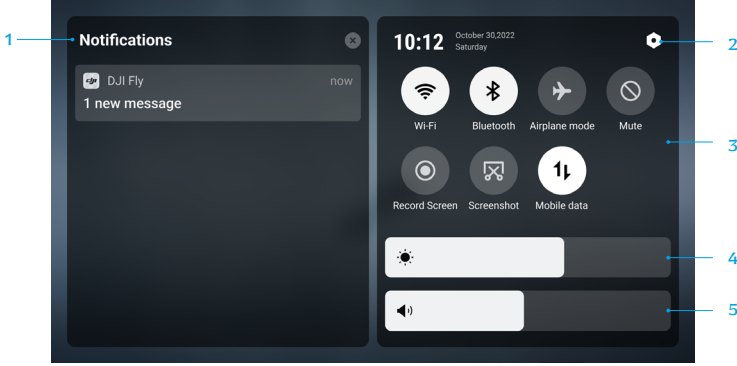 1
Notifications
dji DJI Fly now
1 new message
10:12 October 30,2022
Saturday
2
Wi-Fi Bluetooth Airplane mode Mute
3
Record Screen Screenshot Mobile data
4
5